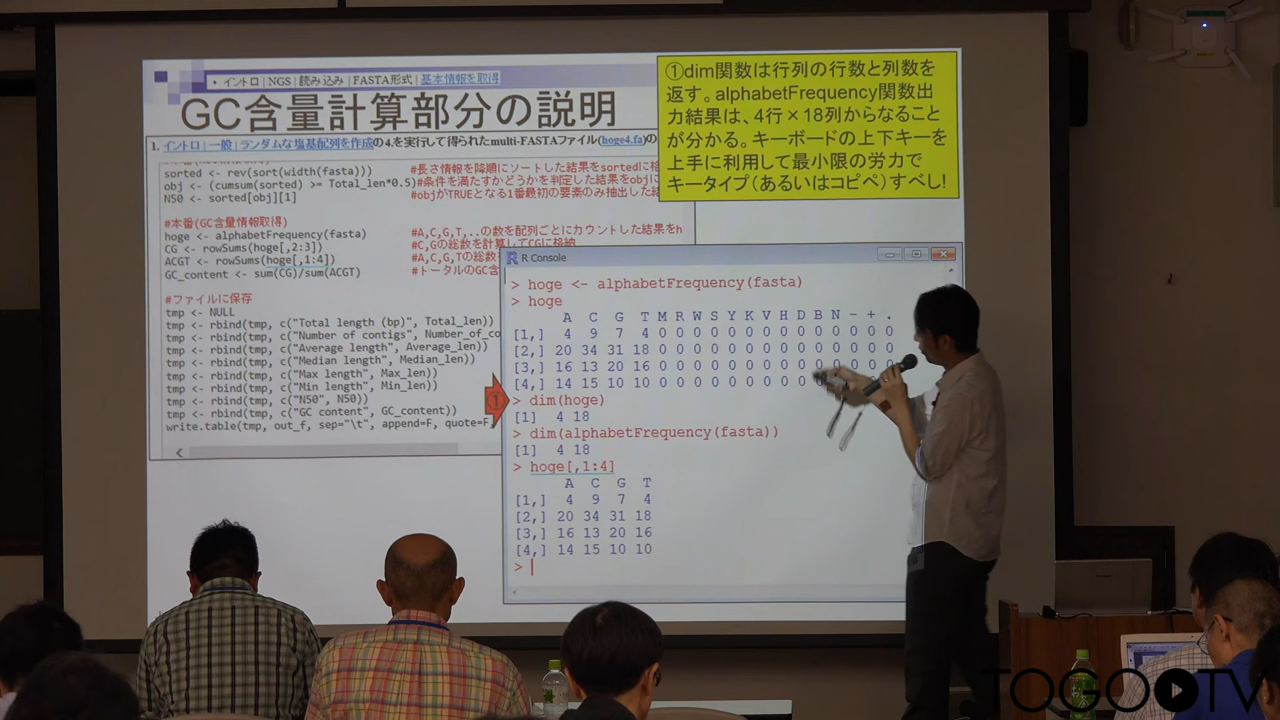 • イントロ | NGS | 読み込み | FASTA形式 | 基本情報を取得
GC含量計算部分の説明
①dim関数は行列の行数と列数を
返す。alphabetFrequency関数出
力結果は、4行×18列からなること
が分かる。キーボードの上下キーを
上手に利用して最小限の労力で
キータイプ(あるいはコピペ)すべし!
1. イントロ | 一般 | ランダムな塩基配列を作成の4.を実行して得られたmulti-FASTAファイル(hoge4.fa)の
sorted <- rev(sort(width(fasta))) #長さ情報を降順にソートした結果をsortedに格
obj <- (cumsum(sorted) >= Total_len*0.5)#条件を満たすかどうかを判定した結果をobjに
N50 <- sorted[obj][1] #objがTRUEとなる1番最初の要素のみ抽出した結
#本番(GC含量情報取得)
hoge <- alphabetFrequency(fasta) #A,C,G,T,..の数を配列ごとにカウントした結果をh
CG <- rowSums(hoge[,2:3]) #C,Gの総数を計算してCGに格納
ACGT <- rowSums(hoge[,1:4]) #A,C,G,Tの総数
GC_content <- sum(CG)/sum(ACGT) #トータルのGC含
#ファイルに保存
tmp <- NULL
tmp <- rbind(tmp, c("Total length (bp)", Total_len))
tmp <- rbind(tmp, c("Number of contigs", Number_of_co
tmp <- rbind(tmp, c("Average length", Average_len))
tmp <- rbind(tmp, c("Median length", Median_len))
tmp <- rbind(tmp, c("Max length", Max_len))
tmp <- rbind(tmp, c("Min length", Min_len))
tmp <- rbind(tmp, c("N50", N50))
tmp <- rbind(tmp, c("GC content", GC_content))
write.table(tmp, out_f, sep="\t", append=F, quote=F,
R Console
> hoge <- alphabetFrequency(fasta)
> hoge
A C G T M R W S Y K V H D B N - + .
[1,] 4 9 7 4 0 0 0 0 0 0 0 0 0 0 0 0 0 0
[2,] 20 34 31 18 0 0 0 0 0 0 0 0 0 0 0 0 0 0
[3,] 16 13 20 16 0 0 0 0 0 0 0 0 0 0 0 0 0 0
[4,] 14 15 10 10 0 0 0 0 0 0 0 0 0 0
① > dim(hoge)
[1] 4 18
> dim(alphabetFrequency(fasta))
[1] 4 18
> hoge[,1:4]
A C G T
[1,] 4 9 7 4
[2,] 20 34 31 18
[3,] 16 13 20 16
[4,] 14 15 10 10
>
TOGO TV